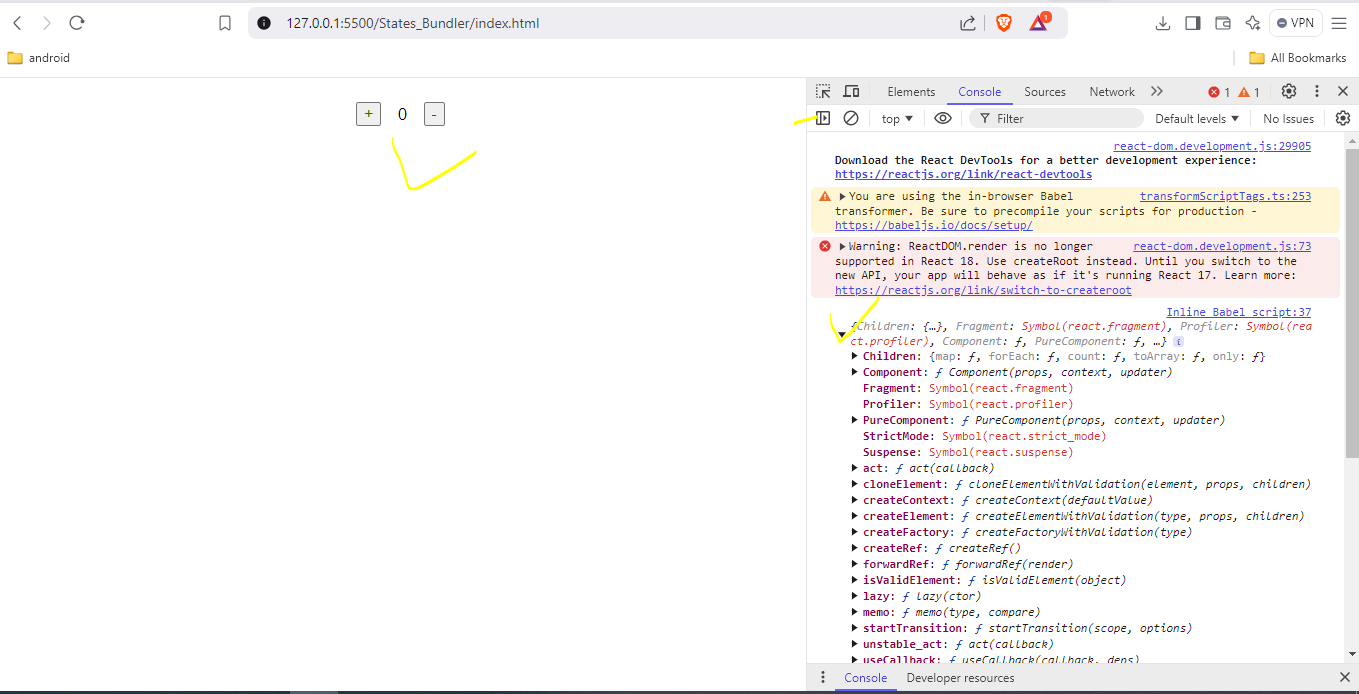 127.0.0.1:5500/States_Bundler/index.html
1
VPN
android
All Bookmarks
+ 0 -
Elements Console Sources Network 1 1
top Filter Default levels No Issues
react-dom.development.js:29905
Download the React DevTools for a better development experience:
https://reactjs.org/link/react-devtools
You are using the in-browser Babel transformScriptTags.ts:253
transformer. Be sure to precompile your scripts for production -
https://babeljs.io/docs/setup/
Warning: ReactDOM.render is no longer react-dom.development.js:73
supported in React 18. Use createRoot instead. Until you switch to the
new API, your app will behave as if it's running React 17. Learn more:
https://reactjs.org/link/switch-to-createroot
Inline Babel script:37
{Children: {…}, Fragment: Symbol(react.fragment), Profiler: Symbol(rea
ct.profiler), Component: ƒ, PureComponent: ƒ, …} i
Children: {map: ƒ, forEach: ƒ, count: ƒ, toArray: ƒ, only: ƒ}
Component: ƒ Component(props, context, updater)
Fragment: Symbol(react.fragment)
Profiler: Symbol(react.profiler)
PureComponent: ƒ PureComponent(props, context, updater)
StrictMode: Symbol(react.strict_mode)
Suspense: Symbol(react.suspense)
act: ƒ act(callback)
cloneElement: ƒ cloneElementWithValidation(element, props, children)
createContext: ƒ createContext(defaultValue)
createElement: ƒ createElementWithValidation(type, props, children)
createFactory: ƒ createFactoryWithValidation(type)
createRef: ƒ createRef()
forwardRef: ƒ forwardRef(render)
isValidElement: ƒ isValidElement(object)
lazy: ƒ lazy(ctor)
memo: ƒ memo(type, compare)
startTransition: ƒ startTransition(scope, options)
unstable_act: ƒ act(callback)
useCallback: ƒ useCallback(callback, deps)
Console Developer resources